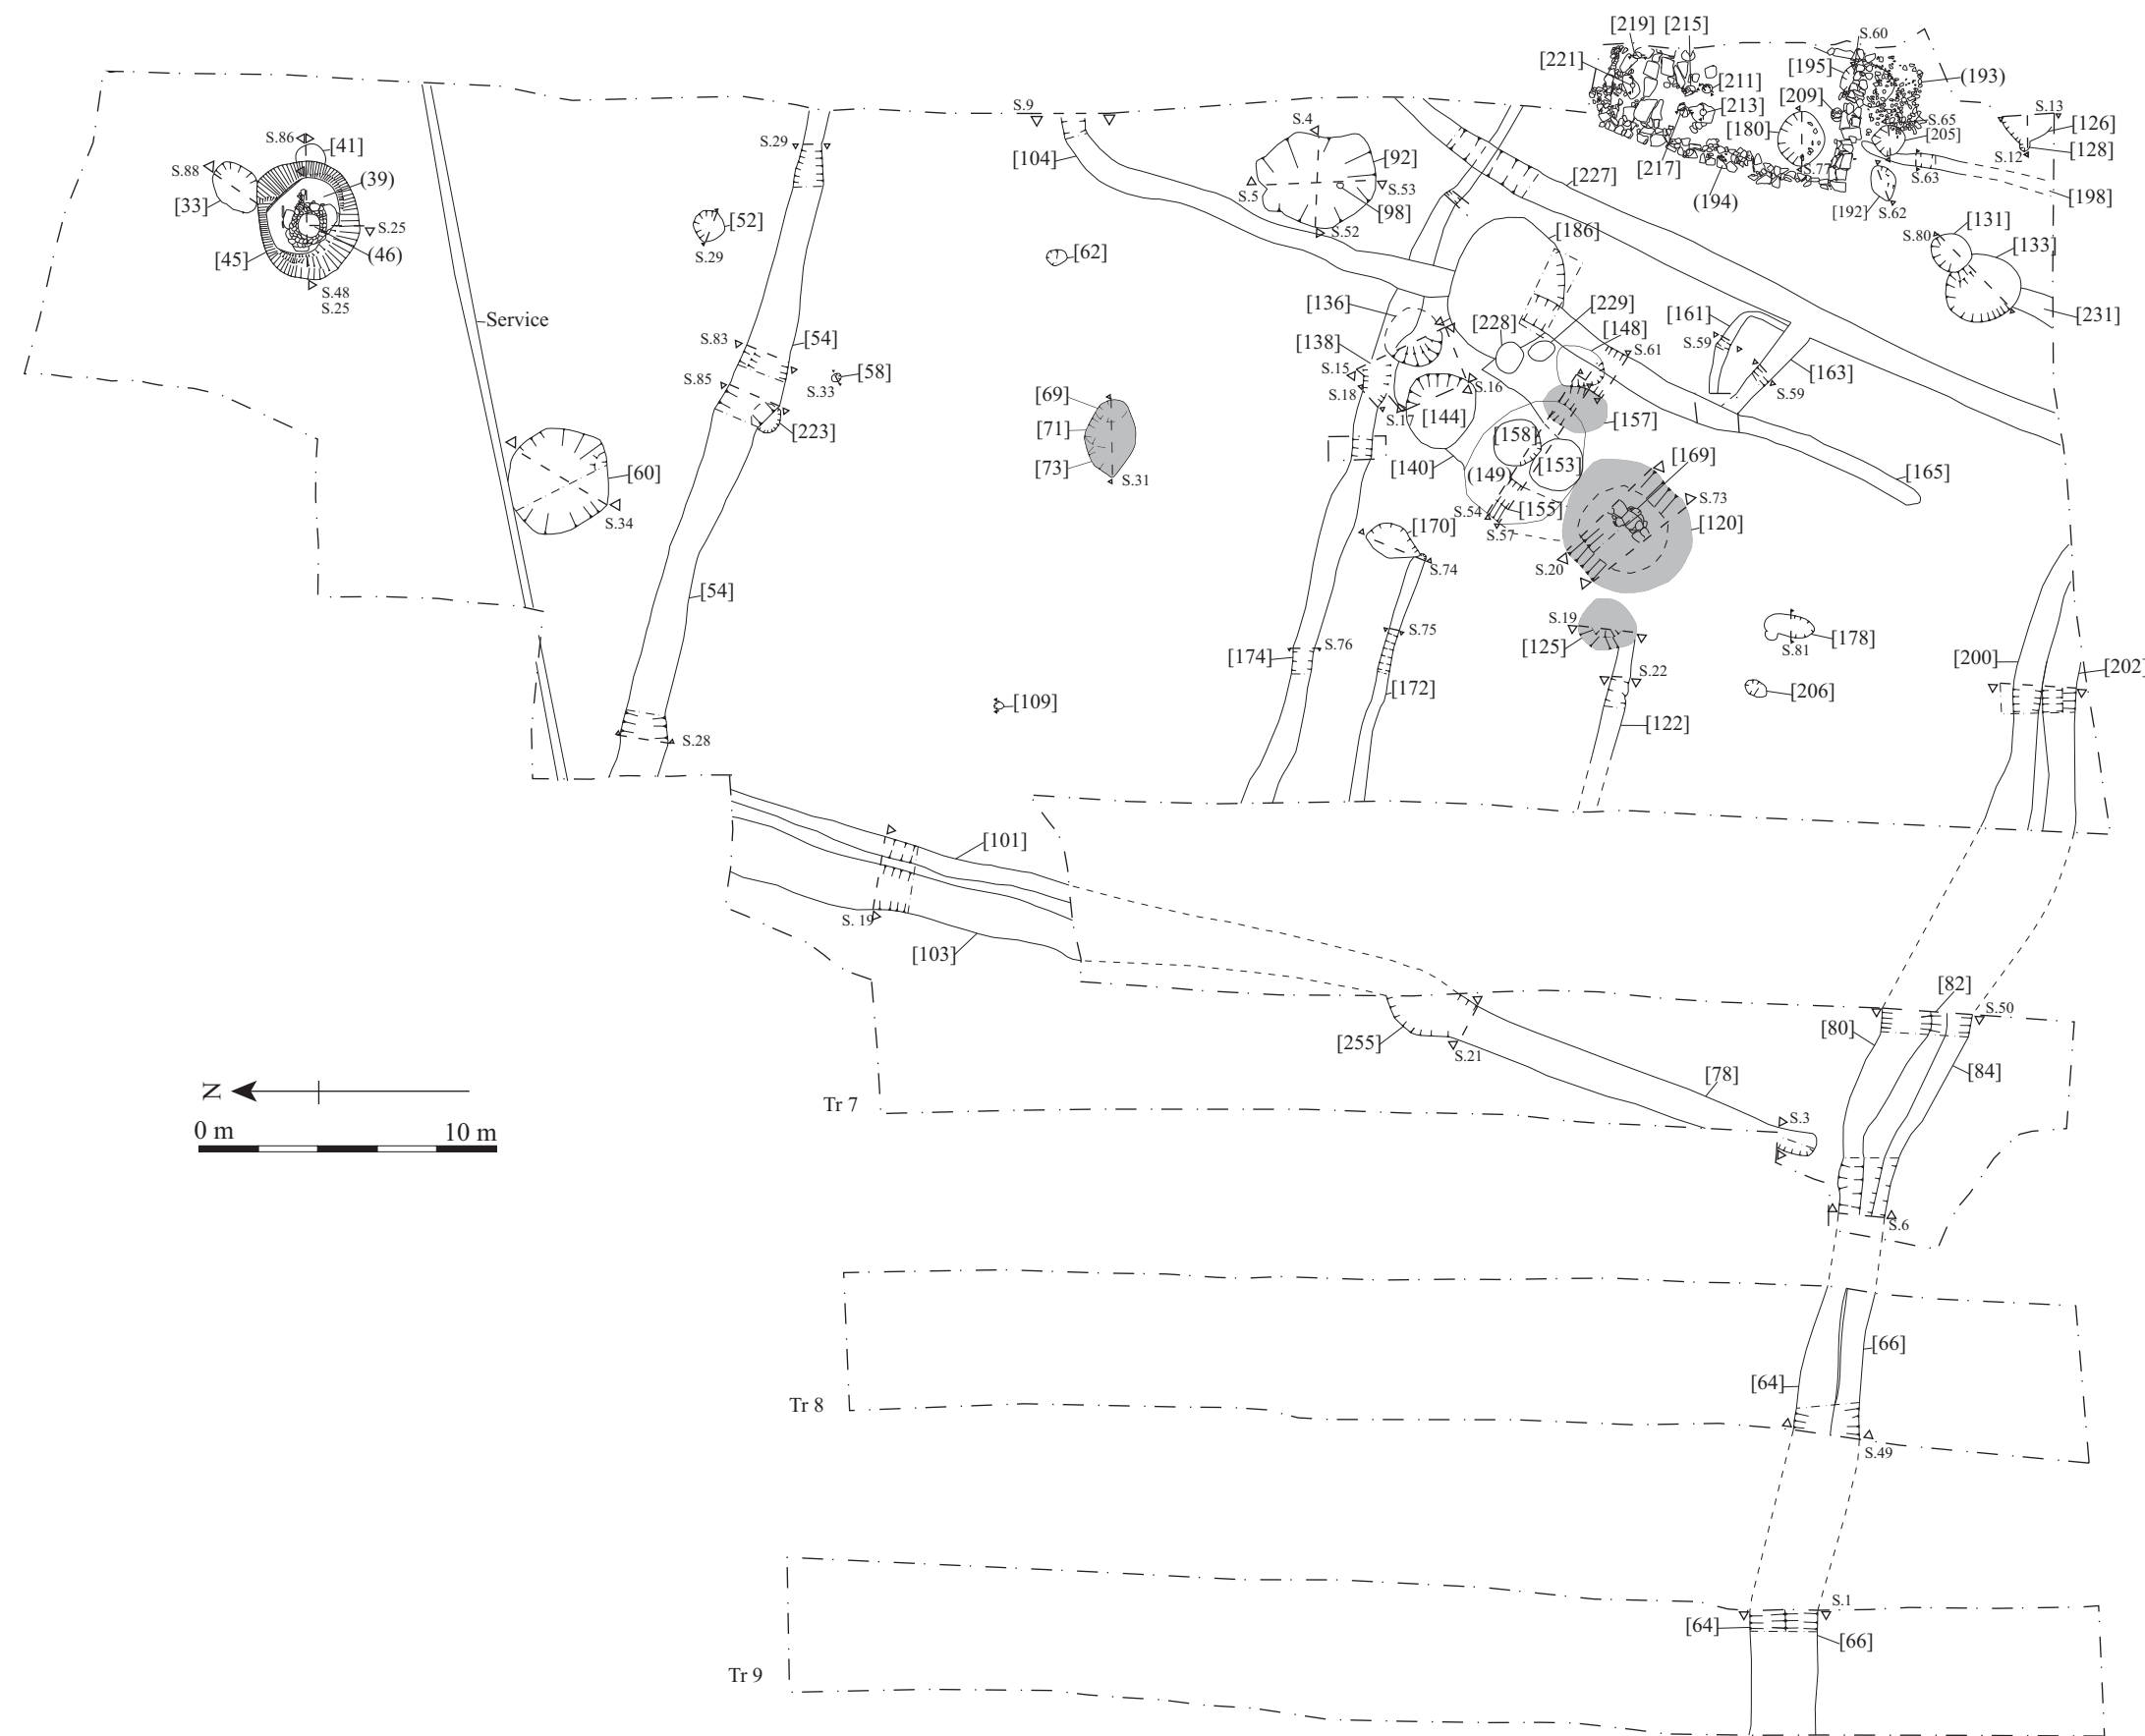 [219] [215]
S.60
[221]
[195]
(193)
[211]
[209]
[213]
S.9
S.13
S.4
S.65
[126]
[180]
[205]
S.86
[41]
S.29
[104]
[92]
[128]
S.12
S.88
(39)
[217]
S.77
S.63
[227]
S.5
S.53
[33]
[98]
(194)
[192]
S.62
[198]
[52]
S.25
S.52
[131]
[186]
S.80
[133]
[45]
(46)
S.29
[62]
S.48
S.25
[136]
[229]
[161]
[231]
Service
[228]
[148]
[83]
[54]
[138]
S.59
S.61
S.83
S.15
S.85
S.33
[58]
S.16
S.18
S.59
[163]
[69]
S.17
[144]
[157]
[71]
[223]
[158]
[73]
[140]
[153]
[169]
[60]
S.31
(149)
[165]
S.73
S.34
S.54
[155]
[120]
S.57
[170]
S.20
S.74
[54]
S.19
[125]
S.75
[178]
S.81
[174]
S.76
[200]
[202]
S.22
[172]
[206]
[109]
[122]
S.28
[101]
S. 19
[103]
[82]
S.50
[80]
[255]
S.21
[84]
[78]
N
Tr 7
S.3
0 m 10 m
S.6
[66]
[64]
Tr 8
S.49
S.1
[64]
[66]
Tr 9